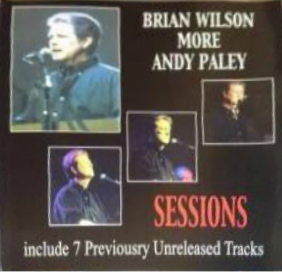 BRIAN WILSON
MORE
ANDY PALEY
SESSIONS
include 7 Previousry Unreleased Tracks